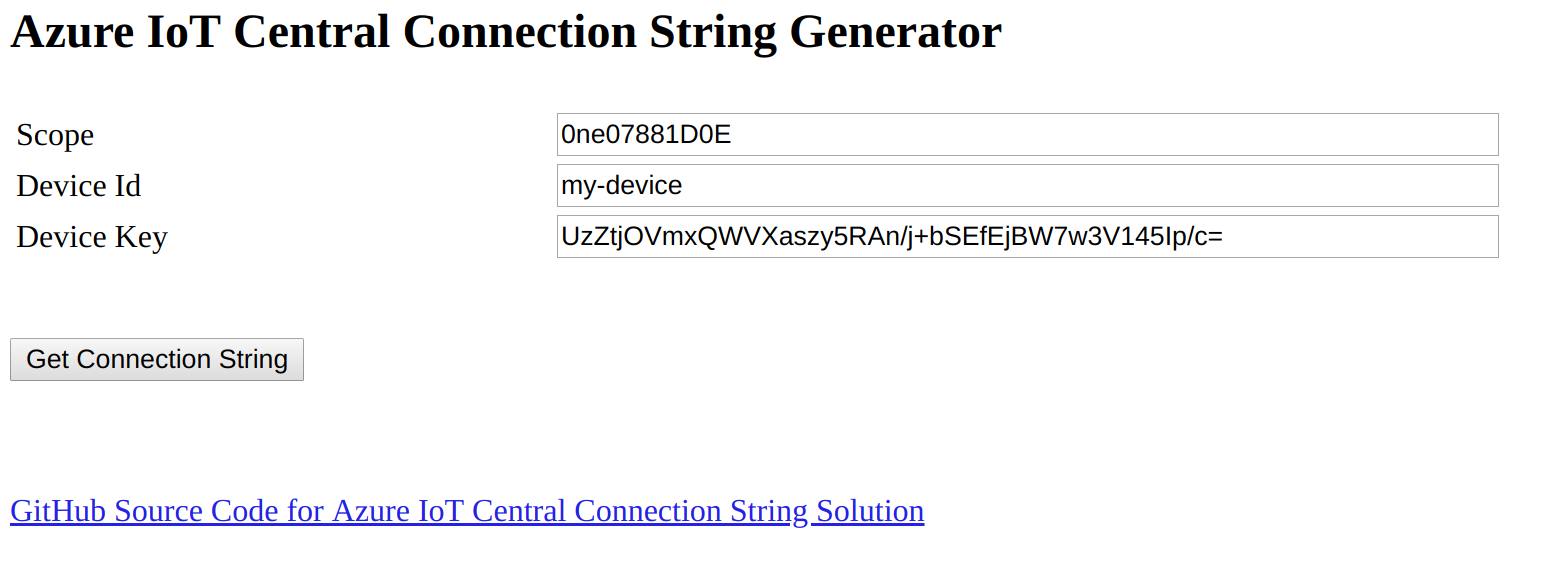 Azure IoT Central Connection String Generator
Scope 0ne07881D0E
Device Id my-device
Device Key UzZtjOVmxQWVXaszy5RAn/j+bSEfEjBW7w3V145Ip/c=
Get Connection String
GitHub Source Code for Azure IoT Central Connection String Solution